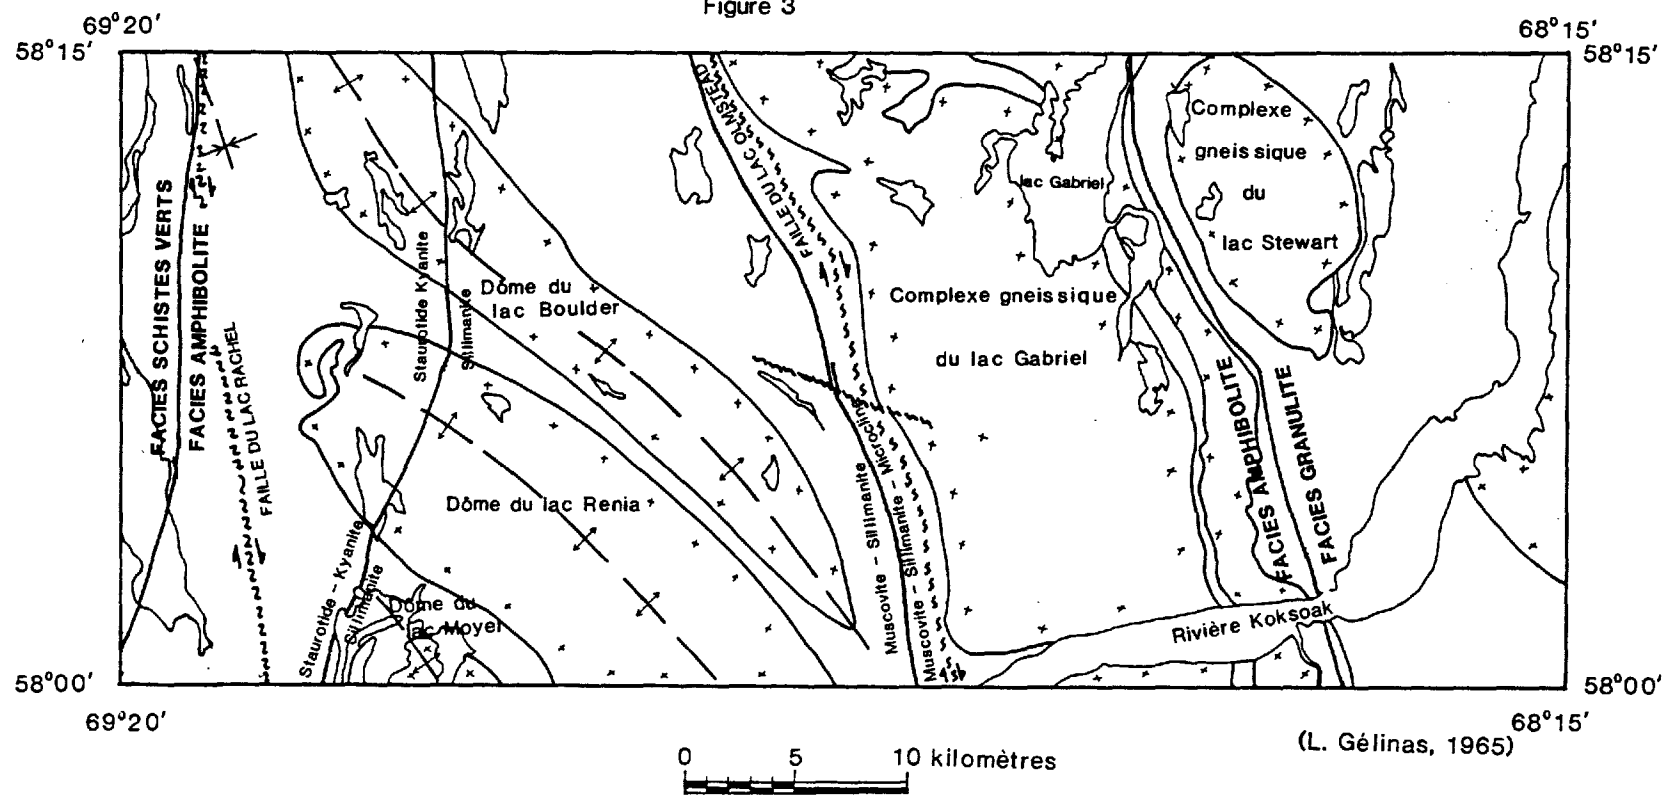 Figure 3
69°20'
68°15'
58°15'
58°15'
FACIES SCHISTES VERTS
FACIES AMPHIBOLITE
FAILLE DU LAC RACHEL
Staurotide Kyanite
Sillimanite
Dôme du
lac Boulder
Dôme du lac Renia
Staurotide - Kyanite
Sillimanite
Dôme du
lac Moyer
FAILLE DU LAC OLMSTEAD
Muscovite - Sillimanite
Muscovite - Sillimanite - Microcline
lac Gabriel
Complexe gneissique
du lac Gabriel
Complexe
gneissique
du
lac Stewart
FACIES AMPHIBOLITE
FACIES GRANULITE
Rivière Koksoak
58°00'
58°00'
69°20'
68°15'
(L. Gélinas, 1965)
0 5 10 kilomètres